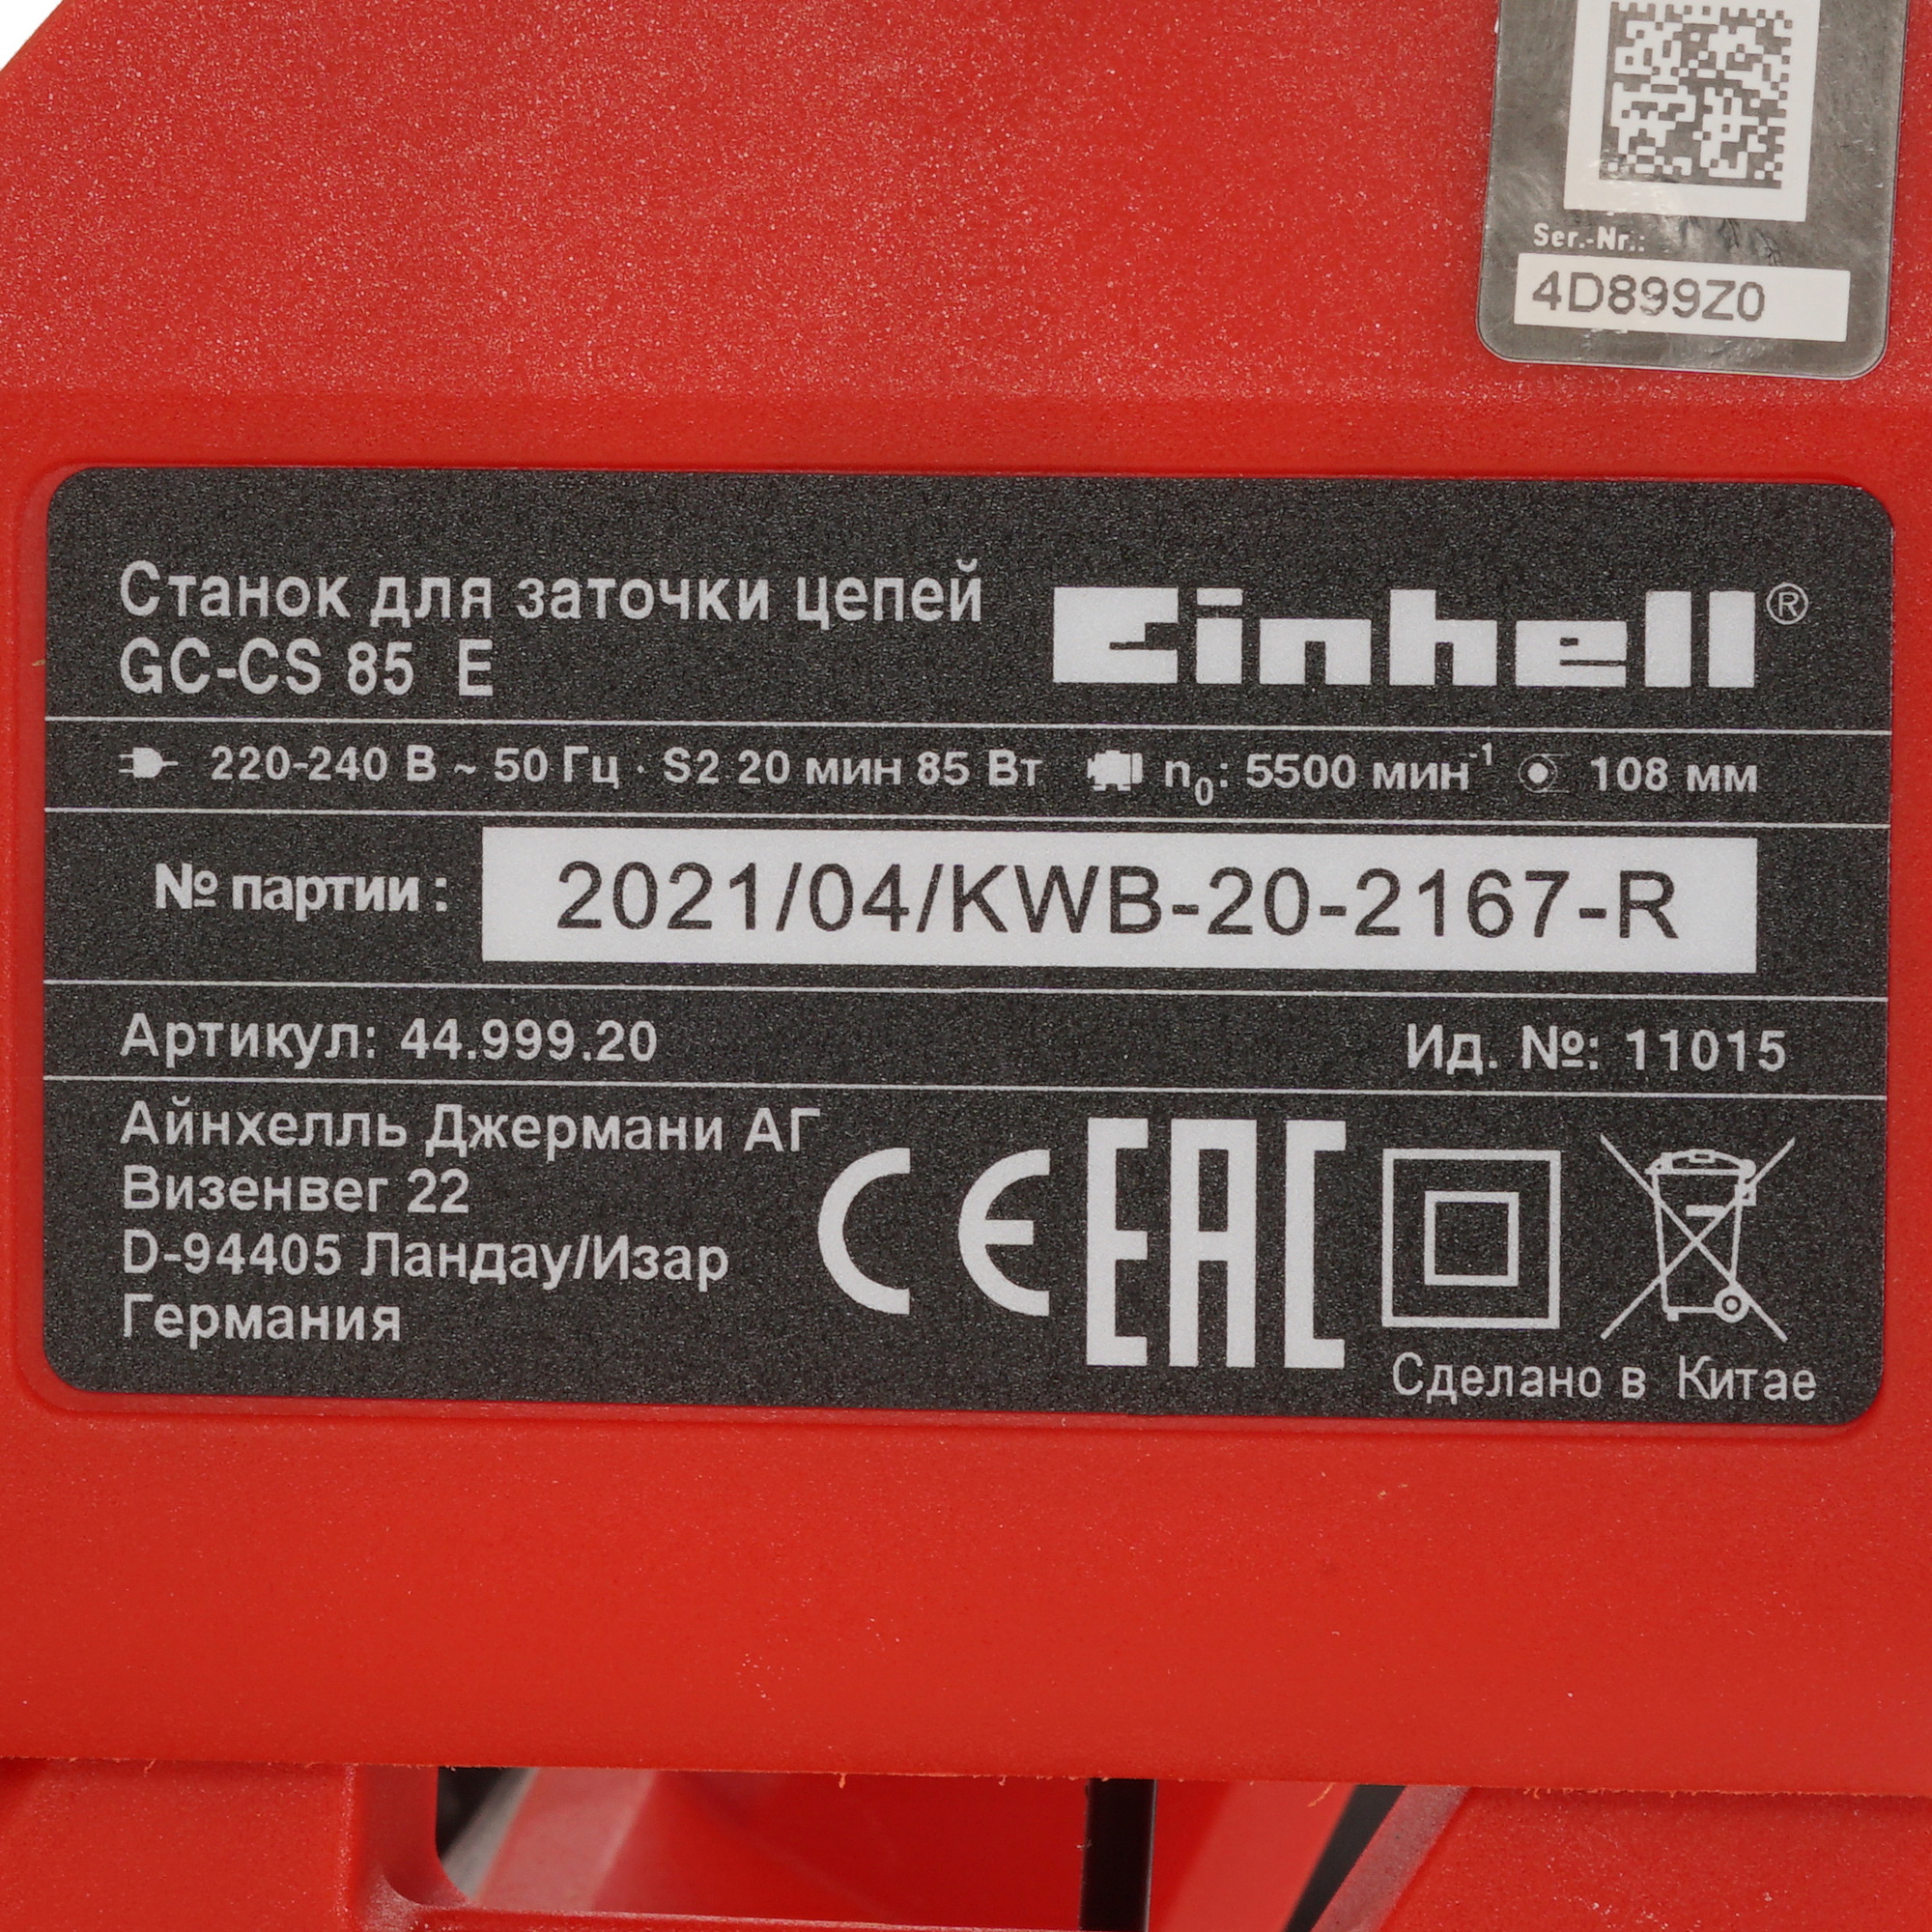 Ser.-Nr.:
4D899Z0
Станок для заточки цепей
GC-CS 85 E
Einhell®
220-240 В ~ 50 Гц · S2 20 мин 85 Вт n₀: 5500 мин⁻¹ 108 мм
№ партии : 2021/04/KWB-20-2167-R
Артикул: 44.999.20 Ид. №: 11015
Айнхелль Джермани АГ
Визенвег 22
D-94405 Ландау/Изар
Германия
CE EAC
Сделано в Китае